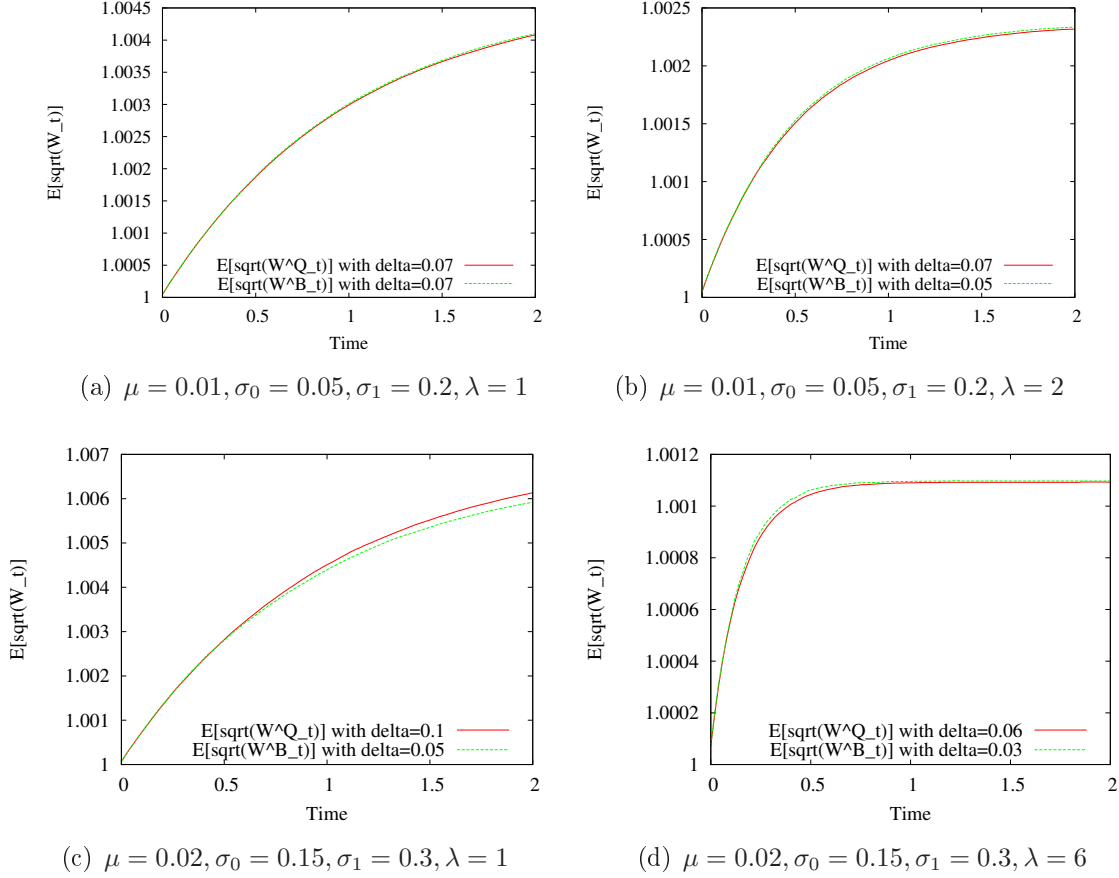 1.0045
1.004
1.0035
1.003
1.0025
1.002
1.0015
1.001
1.0005
1
E[sqrt(W_t)]
E[sqrt(W^Q_t)] with delta=0.07
E[sqrt(W^B_t)] with delta=0.07
0 0.5 1 1.5 2
Time
(a) μ = 0.01, σ₀ = 0.05, σ₁ = 0.2, λ = 1
1.0025
1.002
1.0015
1.001
1.0005
1
E[sqrt(W_t)]
E[sqrt(W^Q_t)] with delta=0.07
E[sqrt(W^B_t)] with delta=0.05
0 0.5 1 1.5 2
Time
(b) μ = 0.01, σ₀ = 0.05, σ₁ = 0.2, λ = 2
1.007
1.006
1.005
1.004
1.003
1.002
1.001
1
E[sqrt(W_t)]
E[sqrt(W^Q_t)] with delta=0.1
E[sqrt(W^B_t)] with delta=0.05
0 0.5 1 1.5 2
Time
(c) μ = 0.02, σ₀ = 0.15, σ₁ = 0.3, λ = 1
1.0012
1.001
1.0008
1.0006
1.0004
1.0002
1
E[sqrt(W_t)]
E[sqrt(W^Q_t)] with delta=0.06
E[sqrt(W^B_t)] with delta=0.03
0 0.5 1 1.5 2
Time
(d) μ = 0.02, σ₀ = 0.15, σ₁ = 0.3, λ = 6